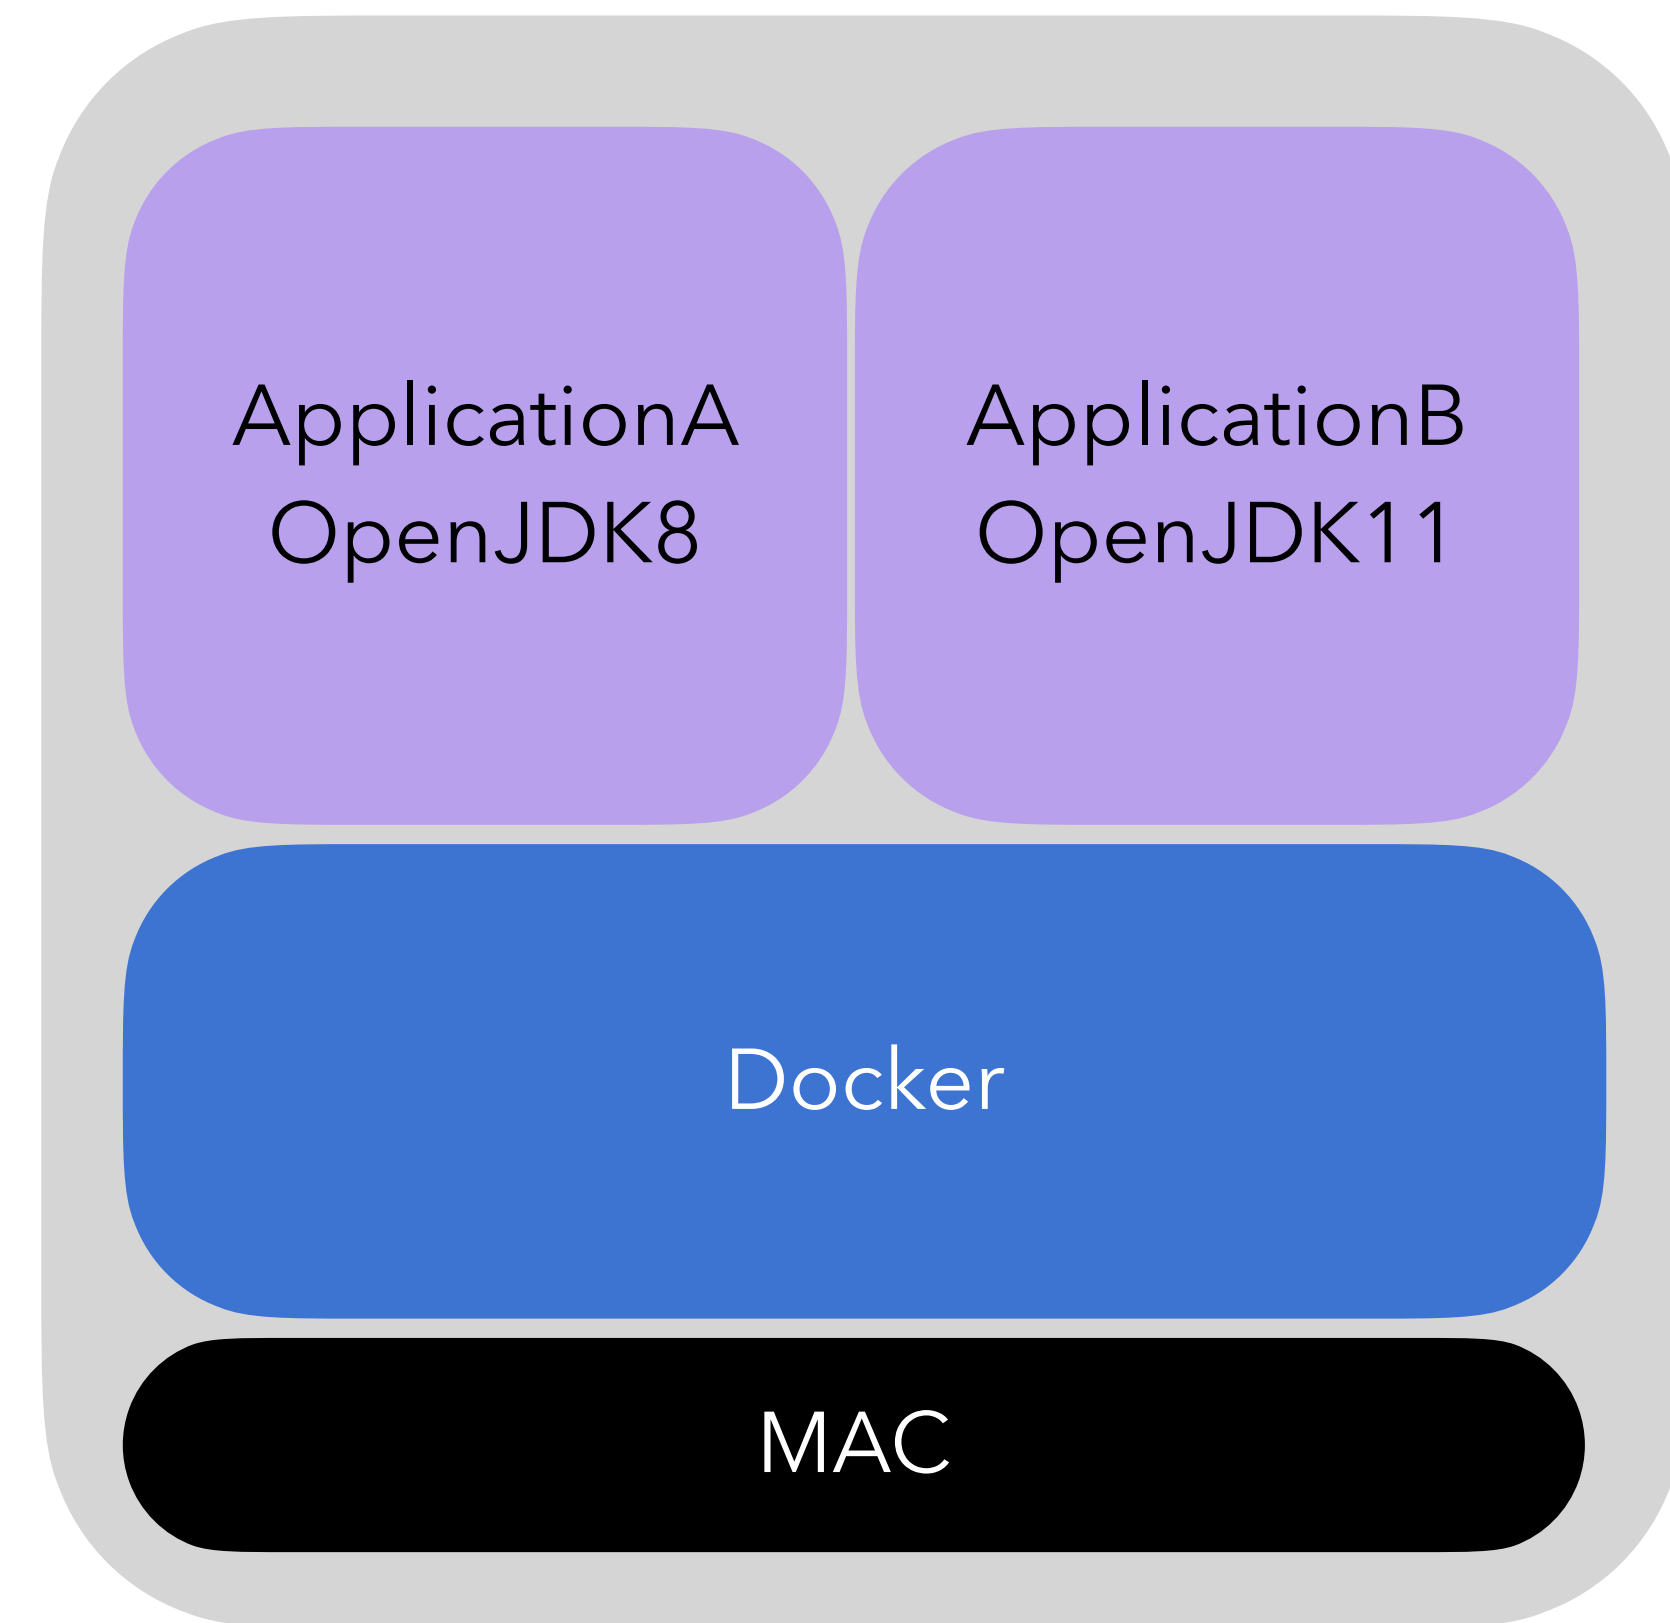 ApplicationA
OpenJDK8
ApplicationB
OpenJDK11
Docker
MAC